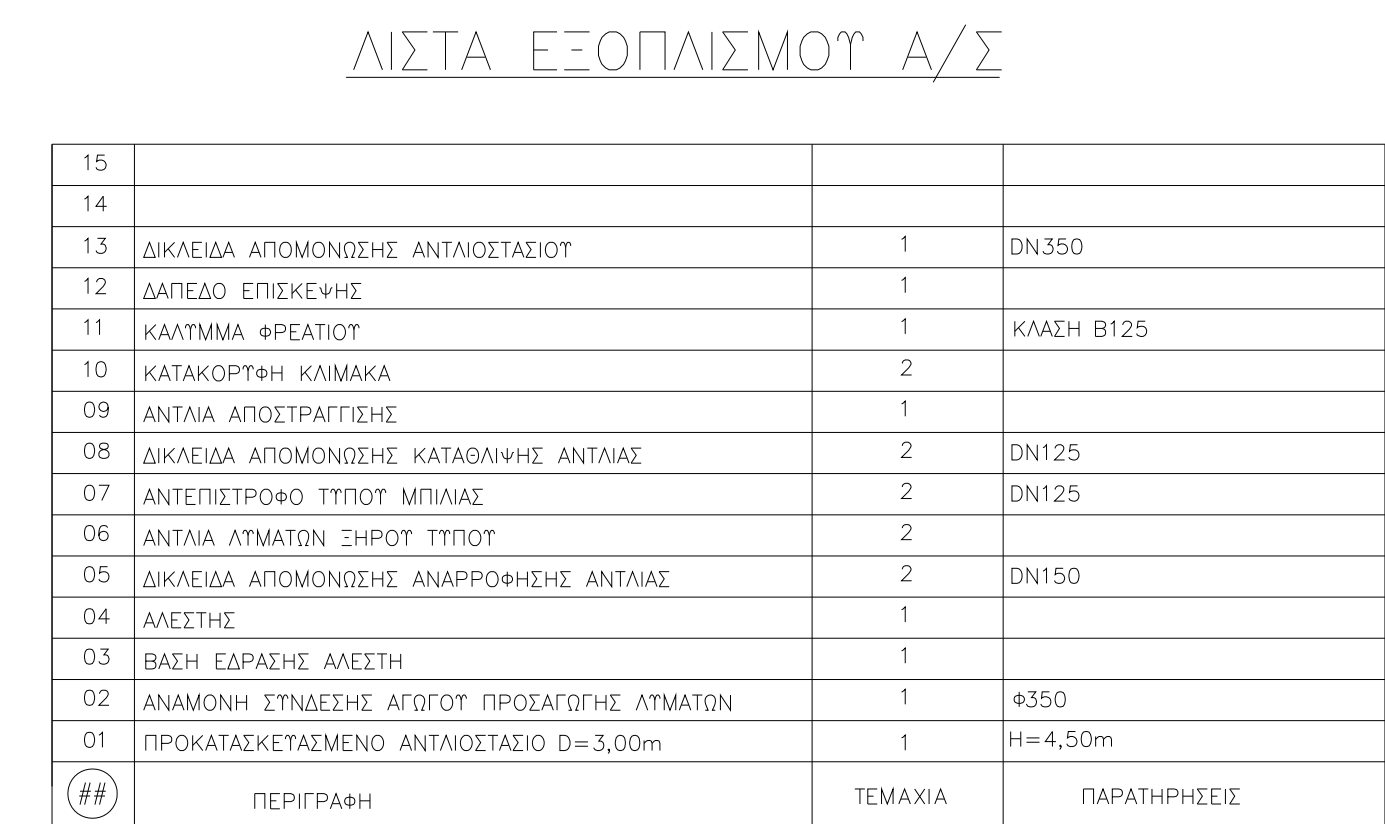 ΛΙΣΤΑ ΕΞΟΠΛΙΣΜΟΥ Α/Σ
15
14
13 ΔΙΚΛΕΙΔΑ ΑΠΟΜΟΝΩΣΗΣ ΑΝΤΛΙΟΣΤΑΣΙΟΥ 1 DN350
12 ΔΑΠΕΔΟ ΕΠΙΣΚΕΨΗΣ 1
11 ΚΑΛΥΜΜΑ ΦΡΕΑΤΙΟΥ 1 ΚΛΑΣΗ Β125
10 ΚΑΤΑΚΟΡΥΦΗ ΚΛΙΜΑΚΑ 2
09 ΑΝΤΛΙΑ ΑΠΟΣΤΡΑΓΓΙΣΗΣ 1
08 ΔΙΚΛΕΙΔΑ ΑΠΟΜΟΝΩΣΗΣ ΚΑΤΑΘΛΙΨΗΣ ΑΝΤΛΙΑΣ 2 DN125
07 ΑΝΤΕΠΙΣΤΡΟΦΟ ΤΥΠΟΥ ΜΠΙΛΙΑΣ 2 DN125
06 ΑΝΤΛΙΑ ΛΥΜΑΤΩΝ ΞΗΡΟΥ ΤΥΠΟΥ 2
05 ΔΙΚΛΕΙΔΑ ΑΠΟΜΟΝΩΣΗΣ ΑΝΑΡΡΟΦΗΣΗΣ ΑΝΤΛΙΑΣ 2 DN150
04 ΑΛΕΣΤΗΣ 1
03 ΒΑΣΗ ΕΔΡΑΣΗΣ ΑΛΕΣΤΗ 1
02 ΑΝΑΜΟΝΗ ΣΥΝΔΕΣΗΣ ΑΓΩΓΟΥ ΠΡΟΣΑΓΩΓΗΣ ΛΥΜΑΤΩΝ 1 Φ350
01 ΠΡΟΚΑΤΑΣΚΕΥΑΣΜΕΝΟ ΑΝΤΛΙΟΣΤΑΣΙΟ D=3,00m 1 H=4,50m
## ΠΕΡΙΓΡΑΦΗ ΤΕΜΑΧΙΑ ΠΑΡΑΤΗΡΗΣΕΙΣ